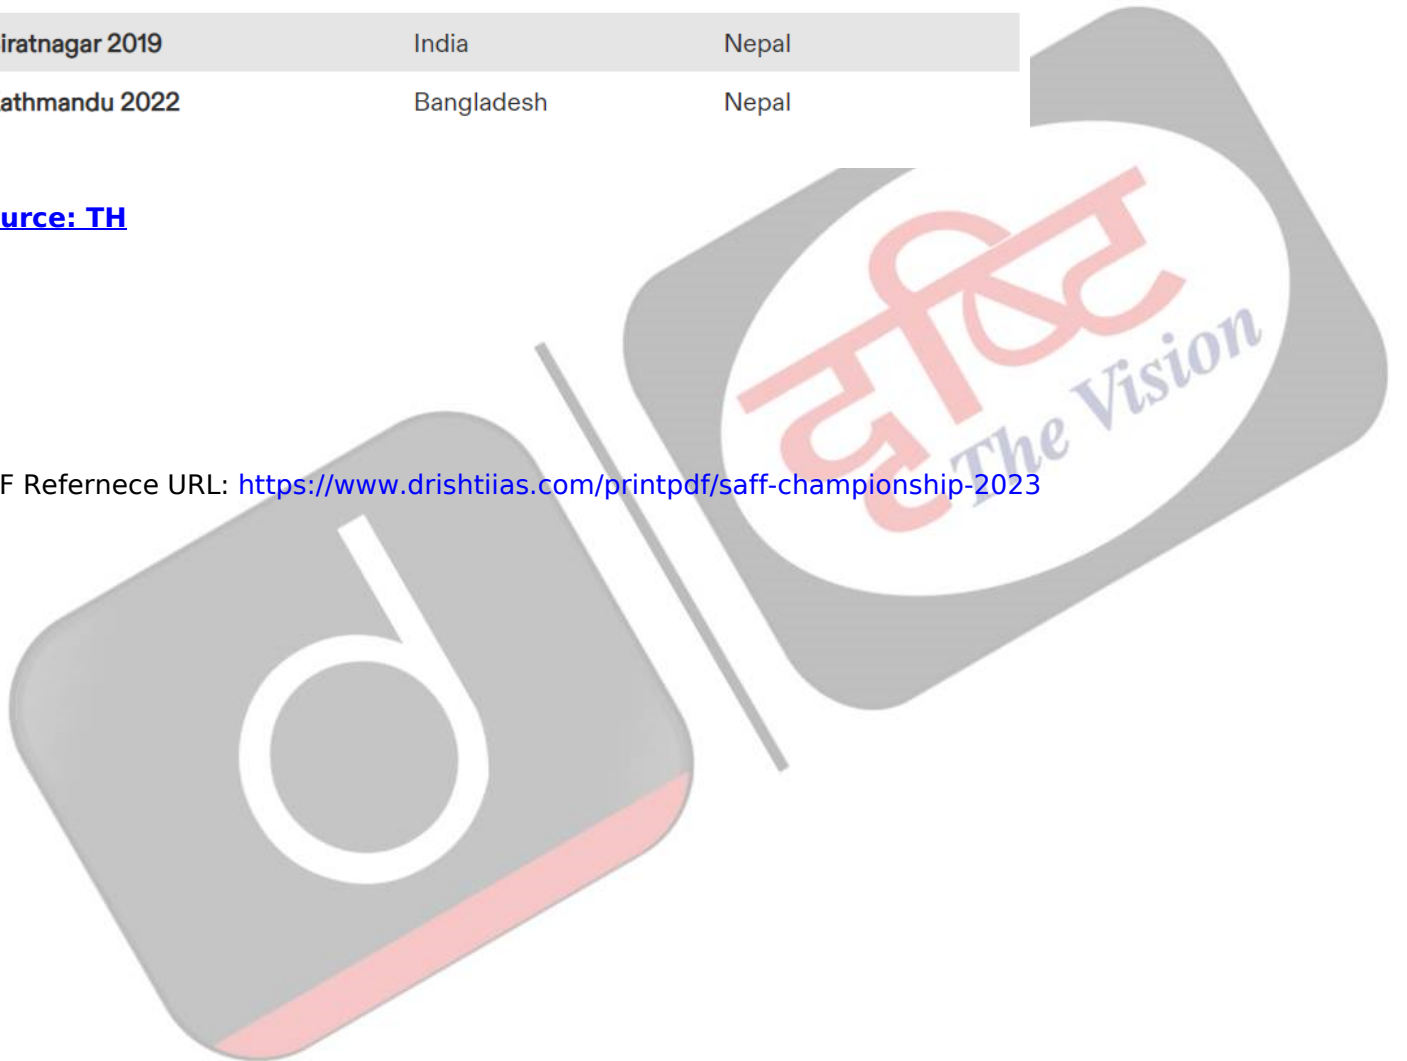 iratnagar 2019 India Nepal
athmandu 2022 Bangladesh Nepal
urce: TH
F Refernece URL: https://www.drishtiias.com/printpdf/saff-championship-2023
दृष्टि
The Vision